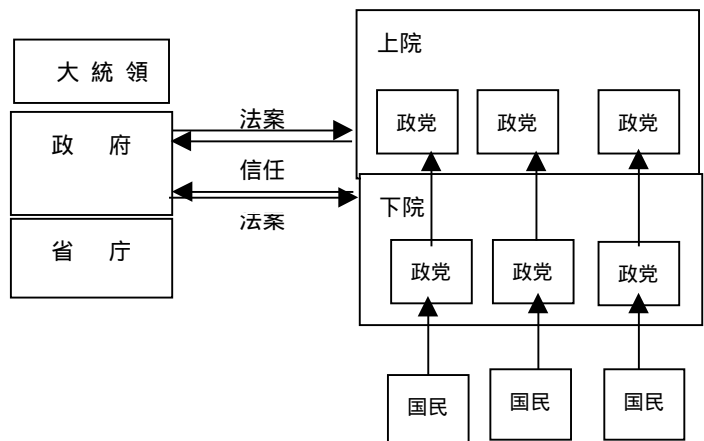 上院
大 統 領
政党 政党 政党
法案
政 府
信任
下院
法案
省 庁
政党 政党 政党
国民 国民 国民